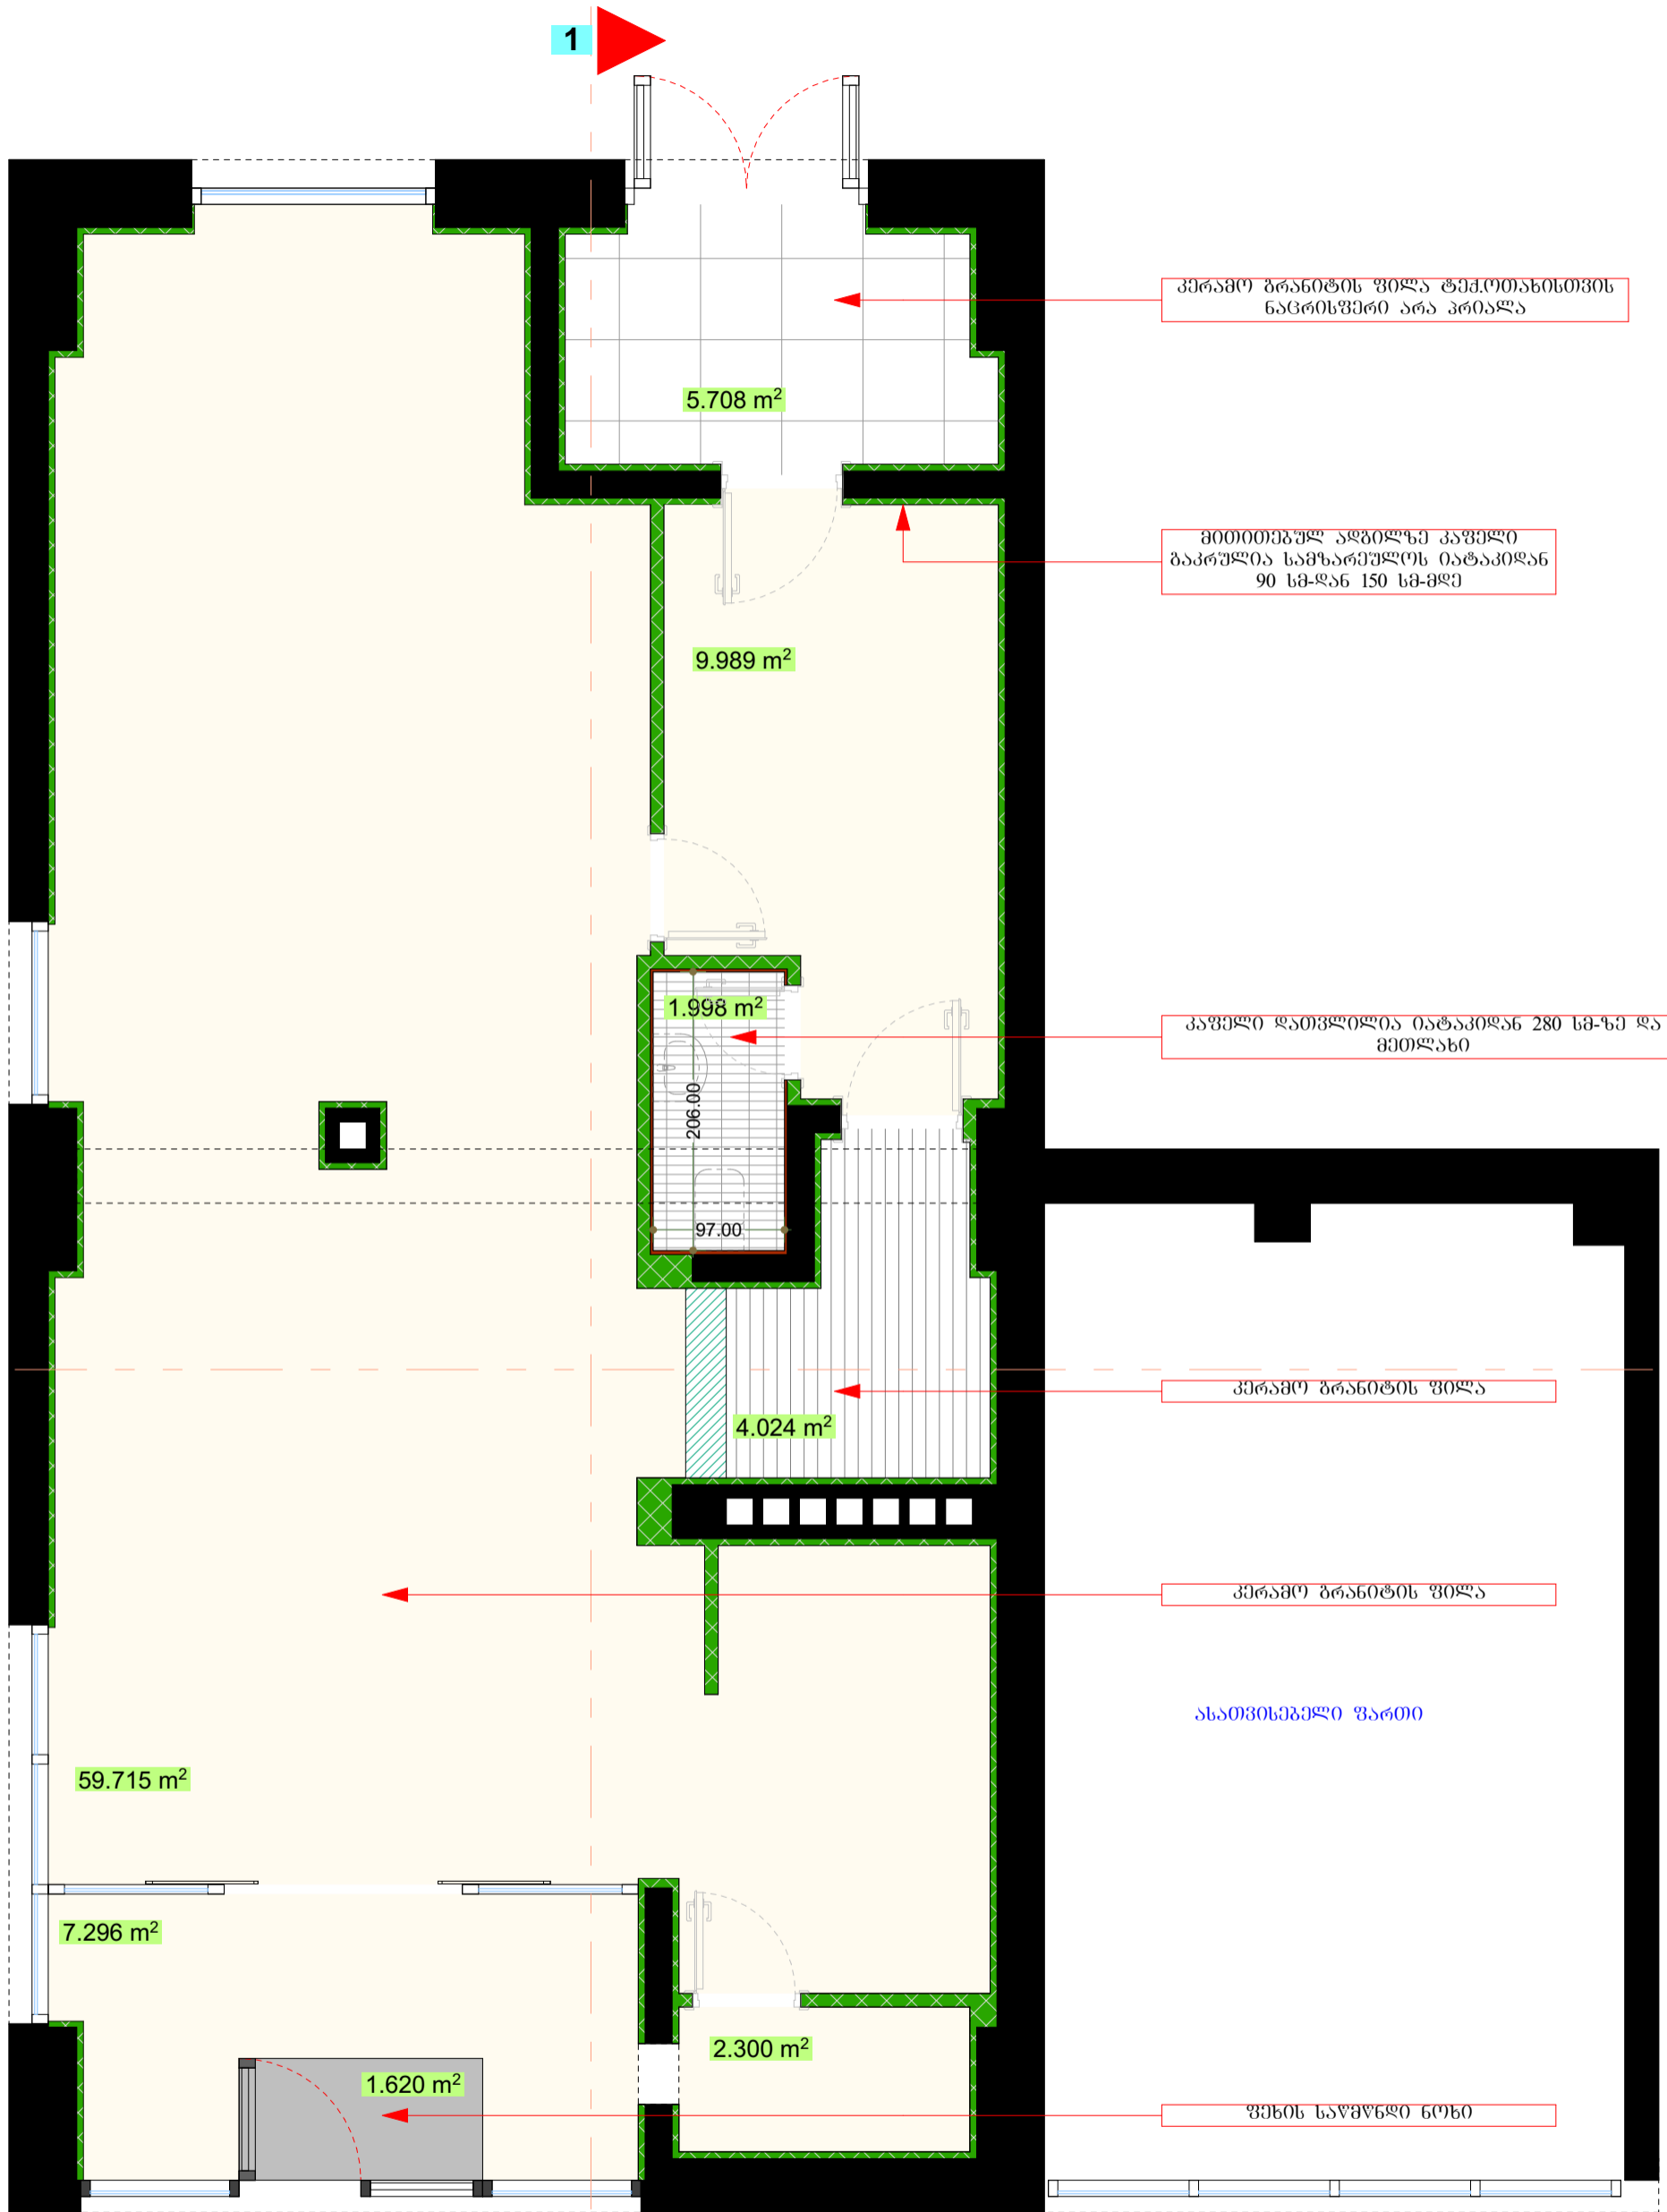 1
კერამო გრანიტის ფილა ტექ.ოთახისთვის
ნაცრისფერი არა პრიალა
5.708 m²
მითითებულ ადგილზე კაფელი
გაკრულია სამზარეულოს იატაკიდან
90 სმ-დან 150 სმ-მდე
9.989 m²
1.998 m²
კაფელი დათვლილია იატაკიდან 280 სმ-ზე და
მეთლახი
206.00
97.00
კერამო გრანიტის ფილა
4.024 m²
კერამო გრანიტის ფილა
ასათვისებელი ფართი
59.715 m²
7.296 m²
2.300 m²
1.620 m²
ფეხის საწმწნდი ნოხი